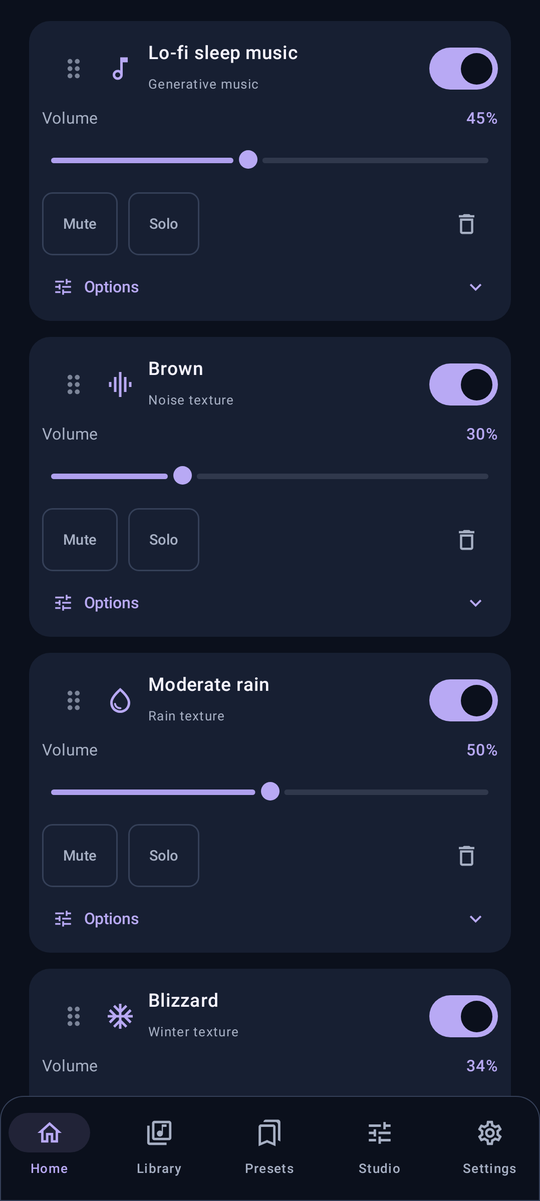 Lo-fi sleep music
Generative music
Volume 45%
Mute Solo
Options
Brown
Noise texture
Volume 30%
Mute Solo
Options
Moderate rain
Rain texture
Volume 50%
Mute Solo
Options
Blizzard
Winter texture
Volume 34%
Home Library Presets Studio Settings